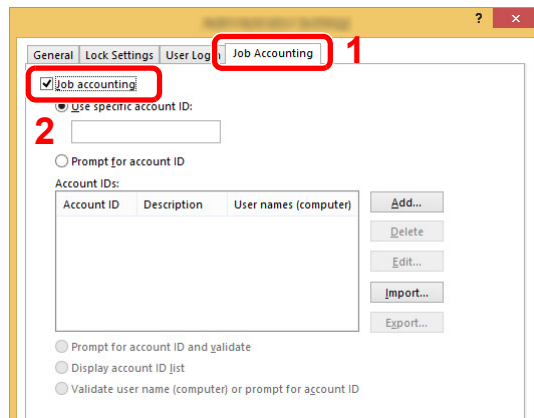 ? ×
General Lock Settings User Login Job Accounting 1
Job accounting
Use specific account ID:
2
Prompt for account ID
Account IDs:
Account ID Description User names (computer) Add...
Delete
Edit...
Import...
Export...
Prompt for account ID and validate
Display account ID list
Validate user name (computer) or prompt for account ID